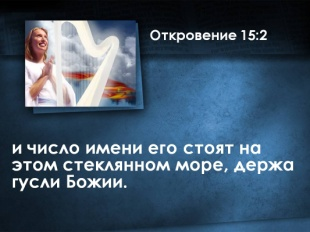 Откровение 15:2
и число имени его стоят на
этом стеклянном море, держа
гусли Божии.